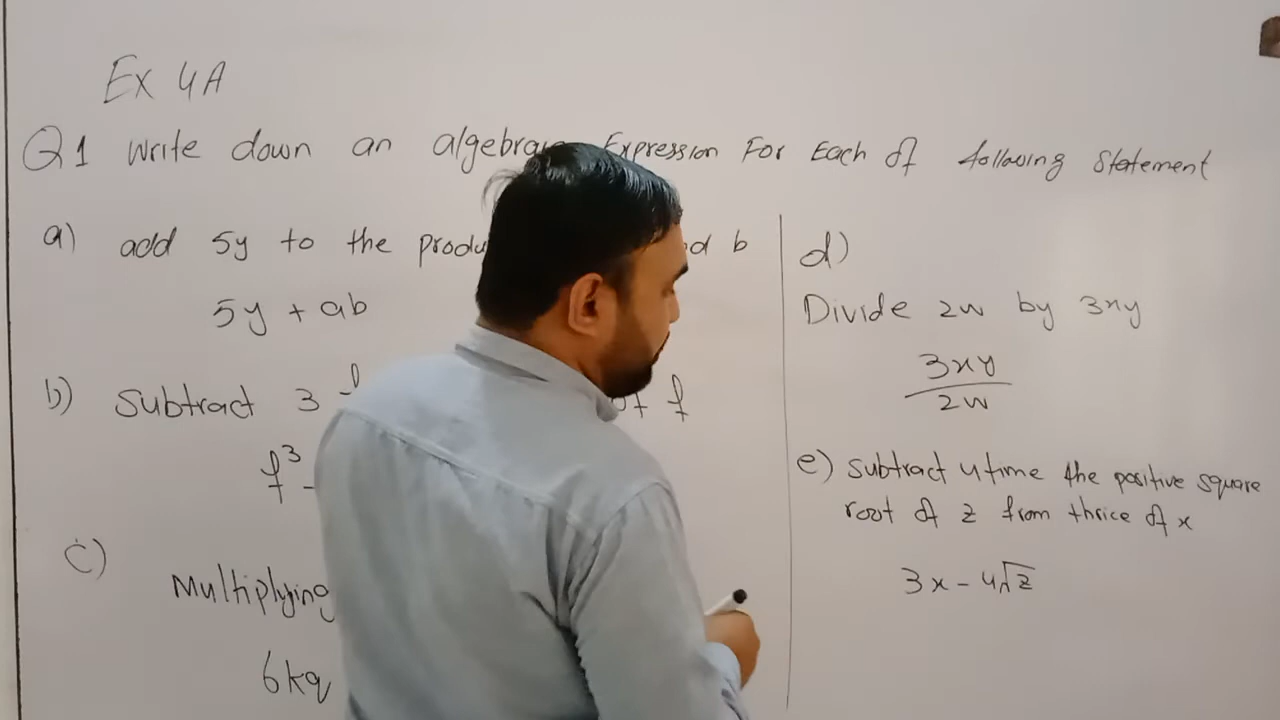 Ex 4A
Q1 Write down an Expression For Each of following Statement
a) add 5y to the b
5y + ab
b) Subtract 3 of f
f³ -
c)
Multiplying
6kq
d)
Divide 2w by 3xy
3xy
2w
e) Subtract 4 time the positive square
root of z from thrice of x
3x - 4√z